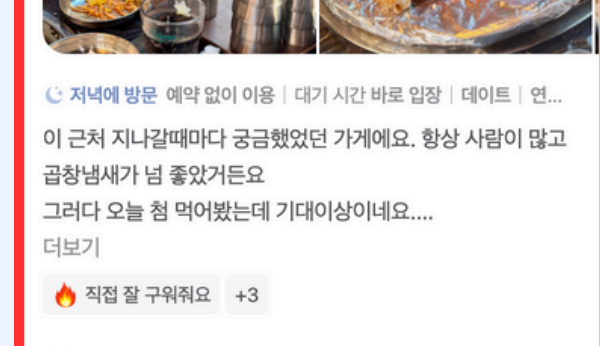 저녁에 방문 예약 없이 이용 | 대기 시간 바로 입장 | 데이트 | 연...
이 근처 지나갈때마다 궁금했었던 가게에요. 항상 사람이 많고
곱창냄새가 넘 좋았거든요
그러다 오늘 첨 먹어봤는데 기대이상이네요....
더보기
직접 잘 구워줘요 +3